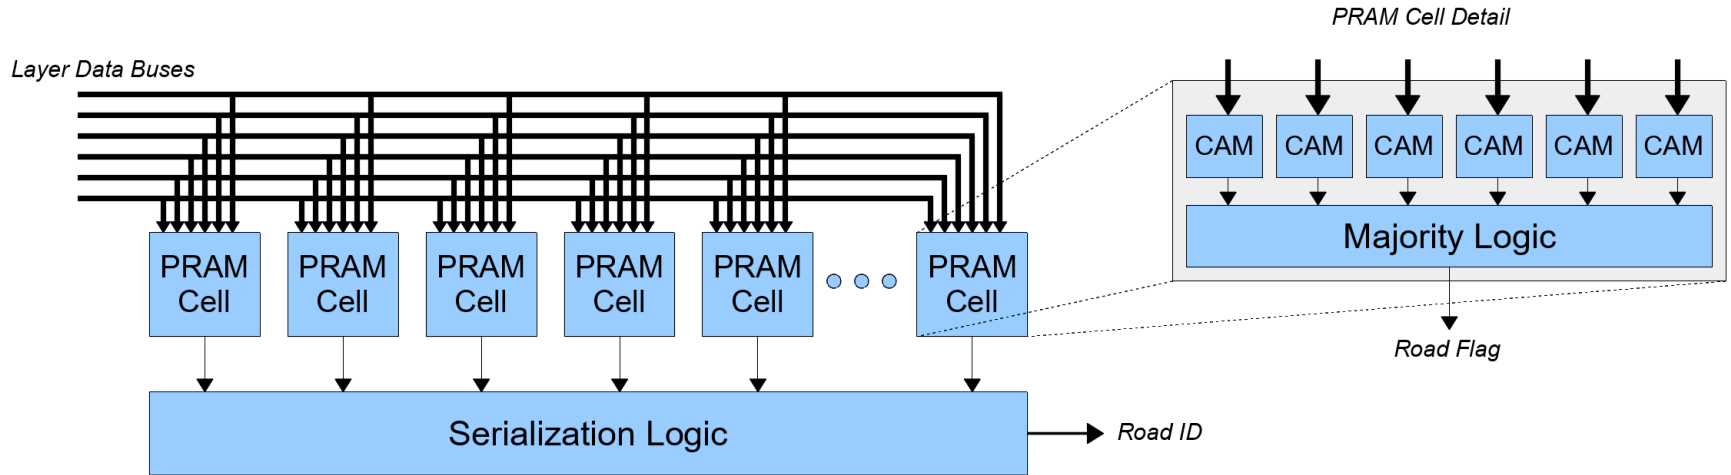 PRAM Cell Detail
Layer Data Buses
CAM CAM CAM CAM CAM CAM
Majority Logic
PRAM PRAM PRAM PRAM PRAM PRAM
Cell Cell Cell Cell Cell Cell
Road Flag
Serialization Logic
Road ID